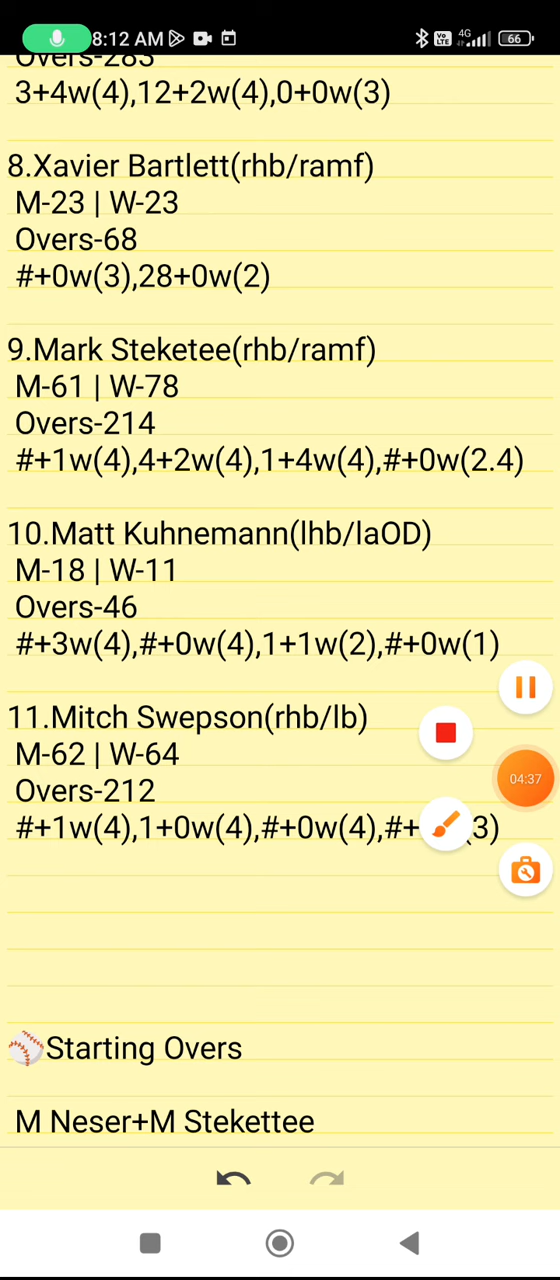 8:12 AM
Vo LTE 4G 66
Overs-283
3+4w(4),12+2w(4),0+0w(3)
8.Xavier Bartlett(rhb/ramf)
M-23 | W-23
Overs-68
#+0w(3),28+0w(2)
9.Mark Steketee(rhb/ramf)
M-61 | W-78
Overs-214
#+1w(4),4+2w(4),1+4w(4),#+0w(2.4)
10.Matt Kuhnemann(lhb/laOD)
M-18 | W-11
Overs-46
#+3w(4),#+0w(4),1+1w(2),#+0w(1)
11.Mitch Swepson(rhb/lb)
M-62 | W-64
Overs-212
04:37
#+1w(4),1+0w(4),#+0w(4),#+ (3)
Starting Overs
M Neser+M Stekettee